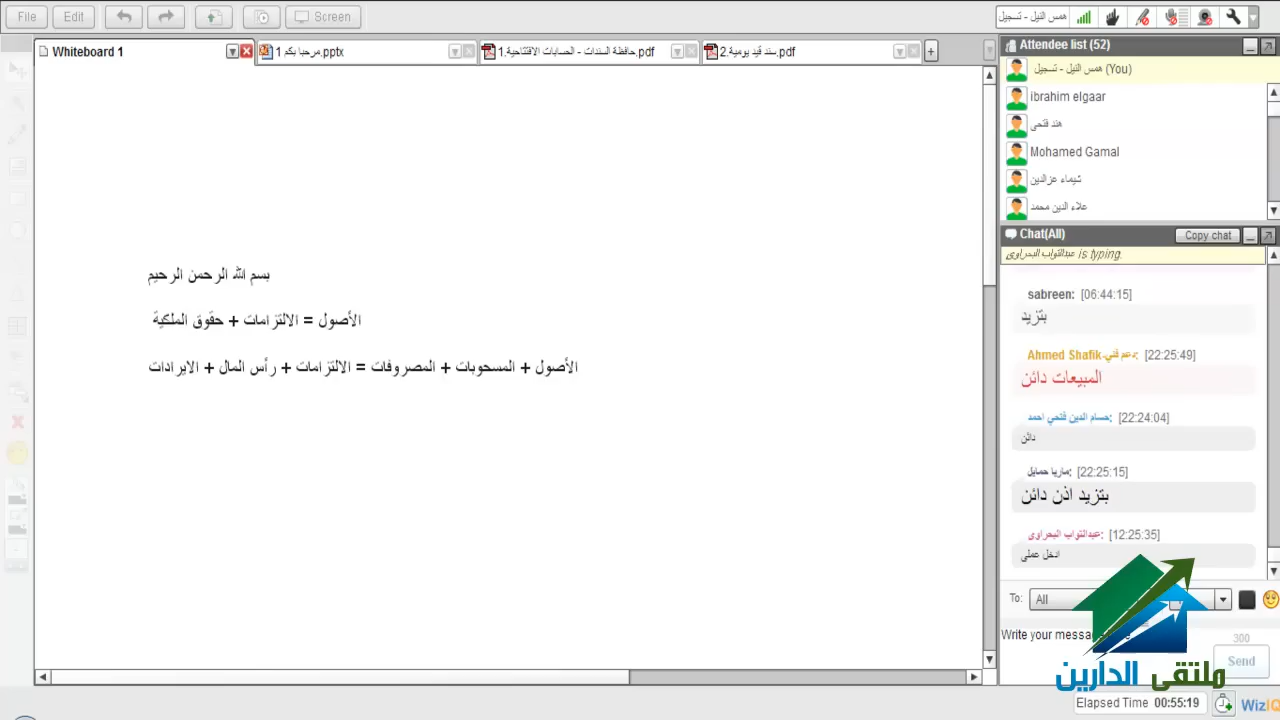 File Edit Screen همس النيل - تسجيل
Whiteboard 1
1 مرحبا بكم.pptx
1.حافظة السندات - الحسابات الافتتاحية.pdf
2.سند قيد يومية.pdf
بسم الله الرحمن الرحيم
الأصول = الالتزامات + حقوق الملكية
الأصول + المسحوبات + المصروفات = الالتزامات + رأس المال + الايرادات
Attendee list (52)
همس النيل - تسجيل (You)
ibrahim elgaar
هند فتحى
Mohamed Gamal
شيماء عزالدين
علاء الدين محمد
Chat(All) Copy chat
عبدالتواب البحراوى is typing.
sabreen: [06:44:15]
بتزيد
Ahmed Shafik-دعم فني: [22:25:49]
المبيعات دائن
حسام الدين فتحي احمد: [22:24:04]
دائن
ماريا حمايل: [22:25:15]
بتزيد اذن دائن
عبدالتواب البحراوى: [12:25:35]
ادخل عملى
To: All
Write your messa
300
Send
ملتقى الدارين
Elapsed Time 00:55:19
WizIQ